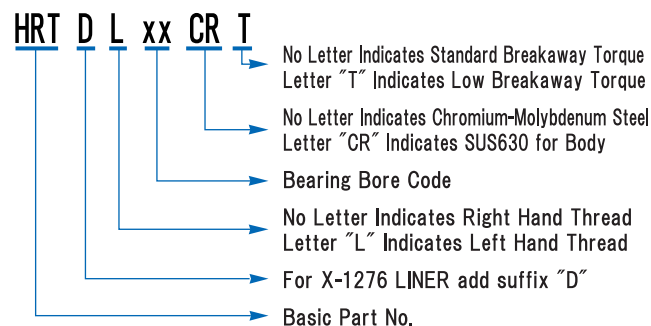 HRT D L xx CR T
No Letter Indicates Standard Breakaway Torque
Letter ″T″ Indicates Low Breakaway Torque
No Letter Indicates Chromium-Molybdenum Steel
Letter ″CR″ Indicates SUS630 for Body
Bearing Bore Code
No Letter Indicates Right Hand Thread
Letter ″L″ Indicates Left Hand Thread
For X-1276 LINER add suffix ″D″
Basic Part No.